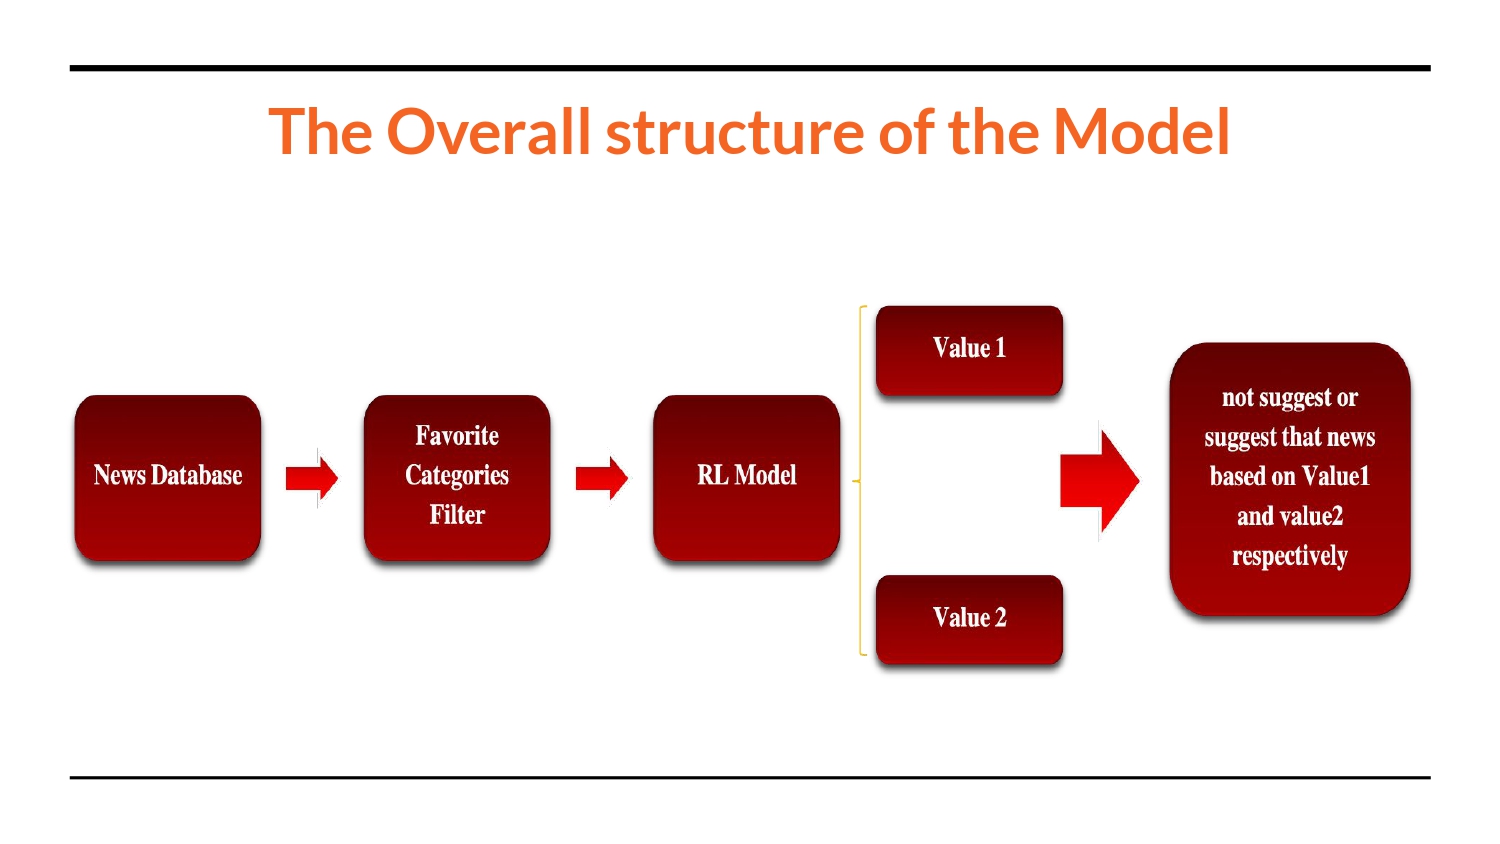 The Overall structure of the Model
News Database
Favorite
Categories
Filter
RL Model
Value 1
Value 2
not suggest or
suggest that news
based on Value1
and value2
respectively